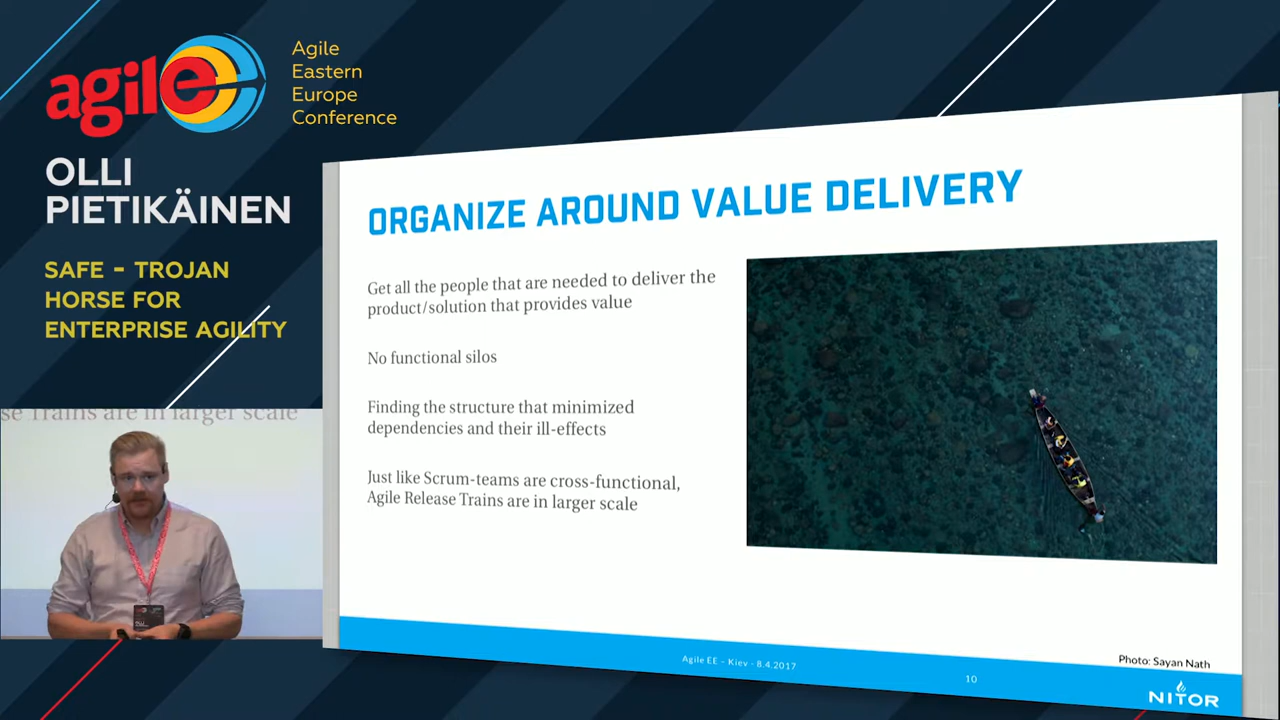 agile
Agile
Eastern
Europe
Conference
OLLI
PIETIKÄINEN
SAFE - TROJAN
HORSE FOR
ENTERPRISE AGILITY
se Trains are in larger scale
ORGANIZE AROUND VALUE DELIVERY
Get all the people that are needed to deliver the
product/solution that provides value
No functional silos
Finding the structure that minimized
dependencies and their ill-effects
Just like Scrum-teams are cross-functional,
Agile Release Trains are in larger scale
Photo: Sayan Nath
Agile EE – Kiev - 8.4.2017
10
NITOR